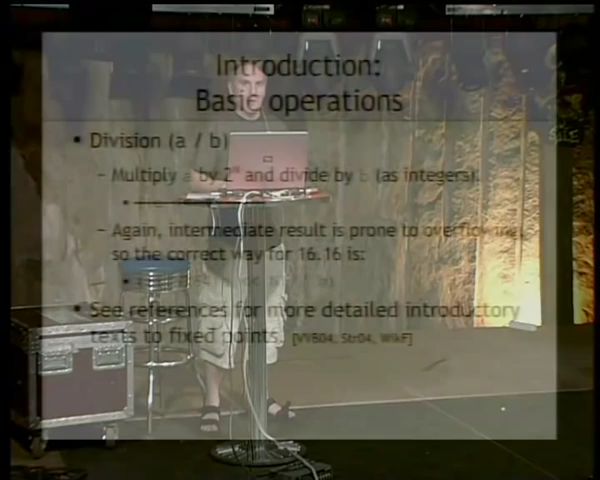 Introduction:
Basic operations
• Division (a / b)
– Multiply a by 2ⁿ and divide by b (as integers).
– Again, intermediate result is prone to overflowing,
so the correct way for 16.16 is:
• See references for more detailed introductory
texts to fixed points. [VVB04, Str04, WikF]